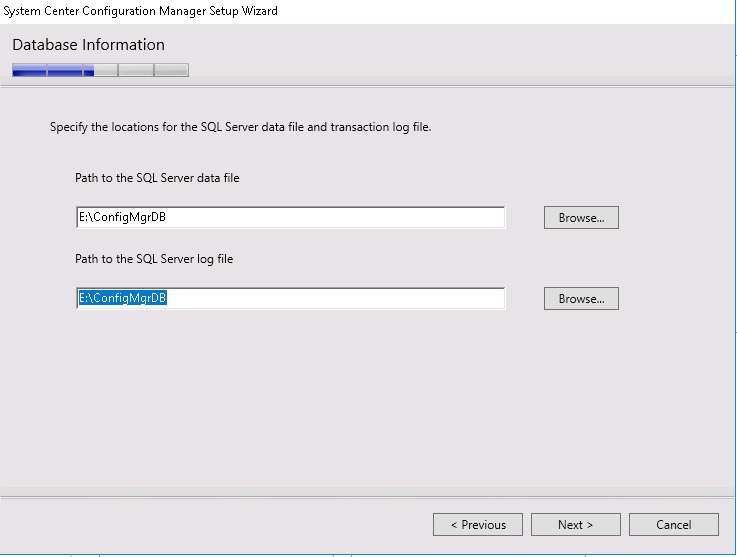 System Center Configuration Manager Setup Wizard
Database Information
Specify the locations for the SQL Server data file and transaction log file.
Path to the SQL Server data file
E:\ConfigMgrDB
Browse...
Path to the SQL Server log file
E:\ConfigMgrDB
Browse...
< Previous
Next >
Cancel